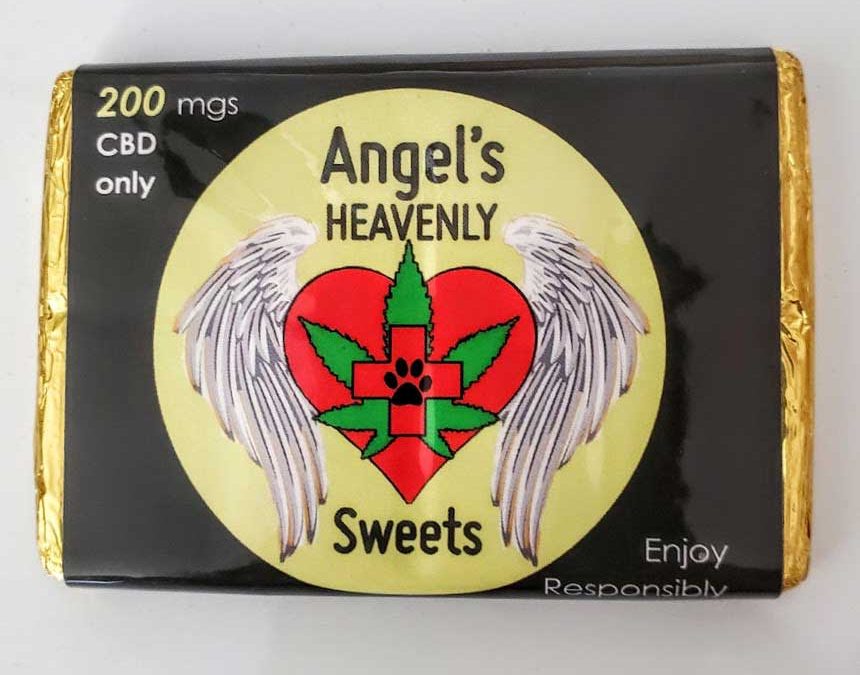 200 mgs
CBD
only
Angel's
HEAVENLY
Sweets
Enjoy
Responsibly